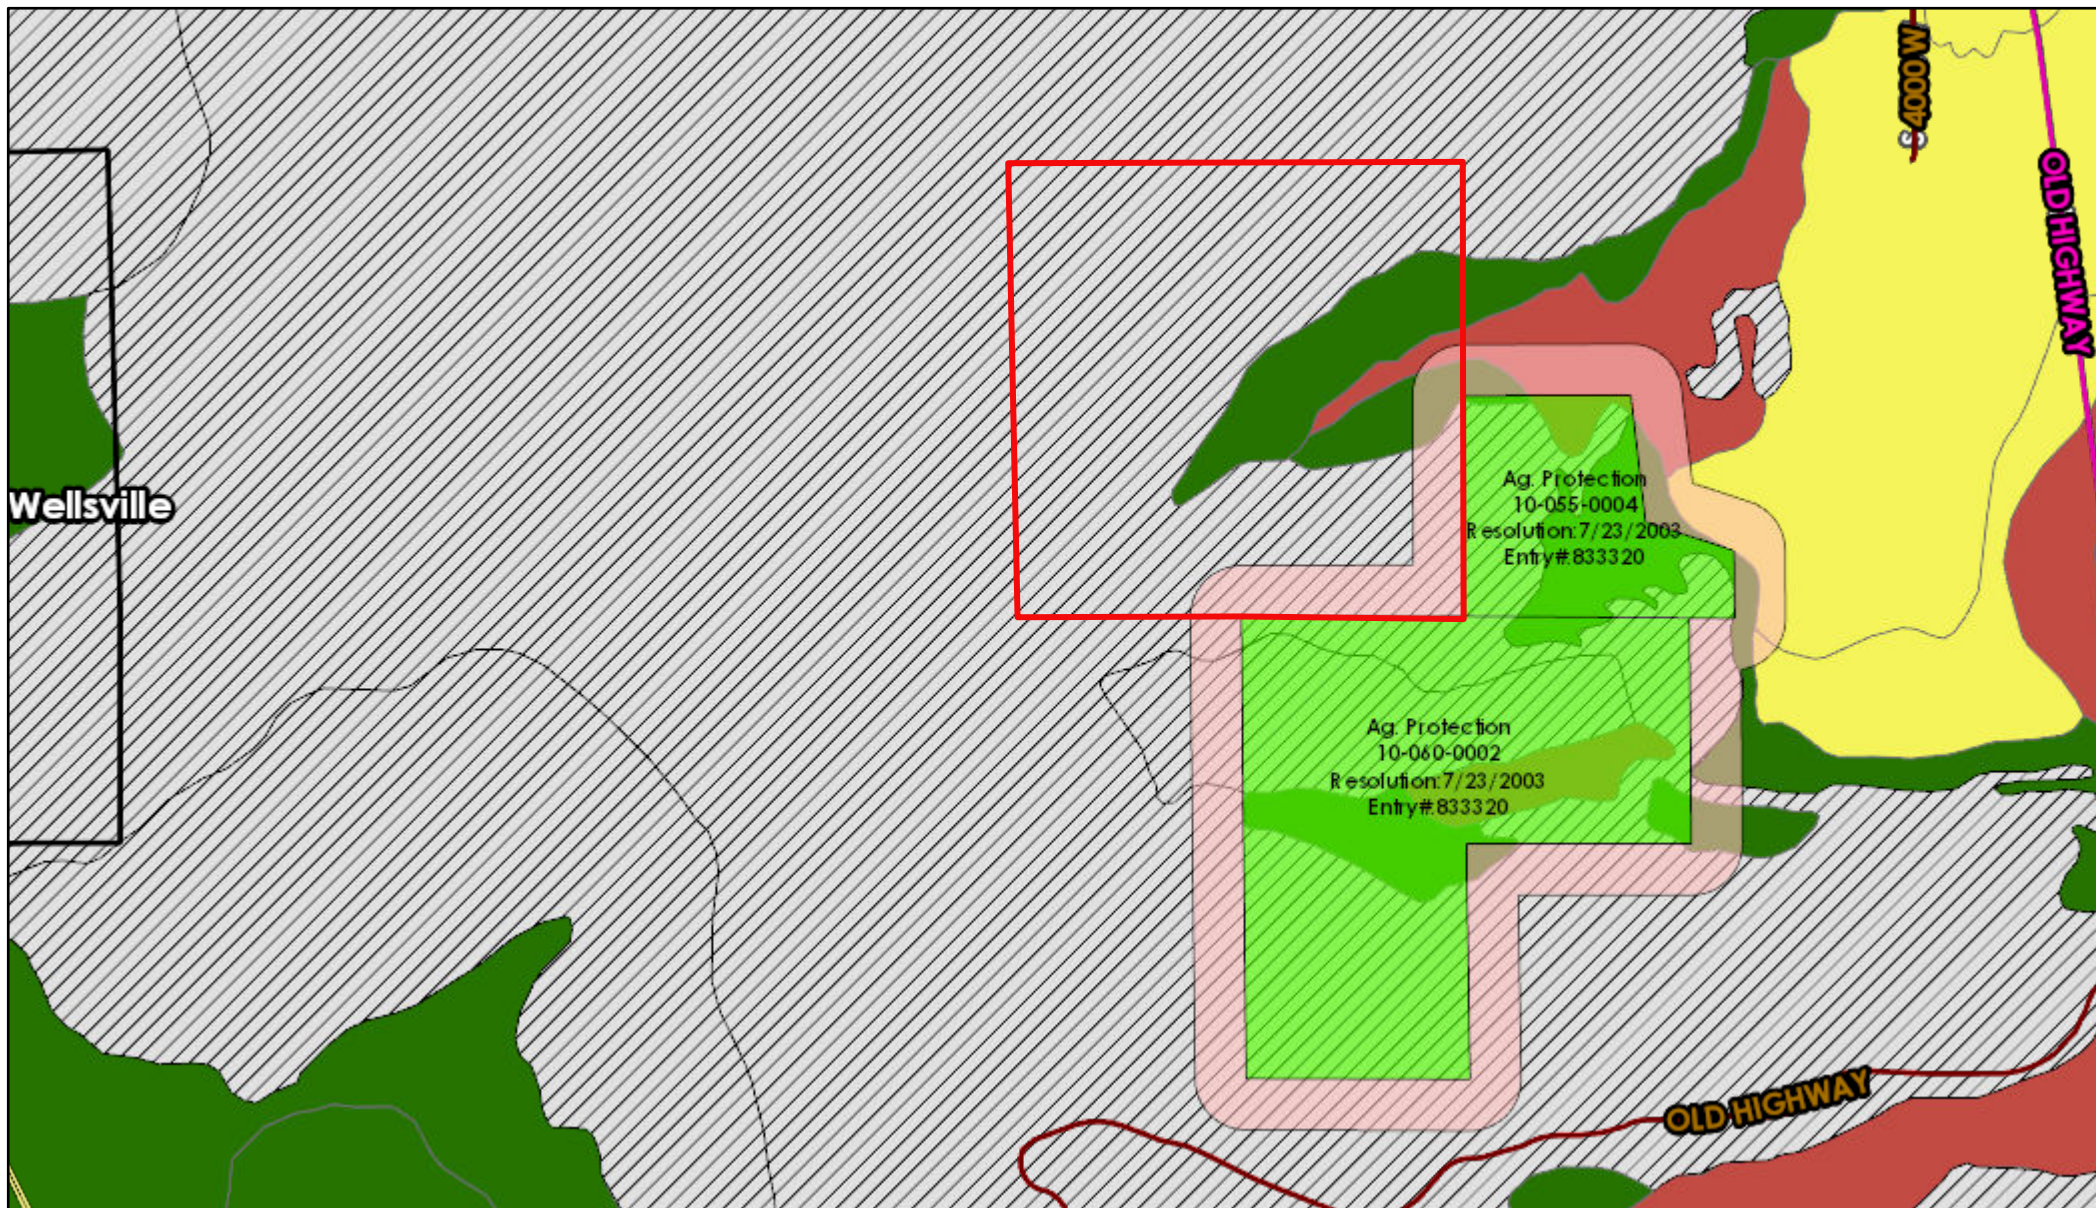 S 4000 W
OLD HIGHWAY
Wellsville
Ag. Protection
10-055-0004
Resolution:7/23/2003
Entry#:833320
Ag. Protection
10-060-0002
Resolution:7/23/2003
Entry#:833320
OLD HIGHWAY